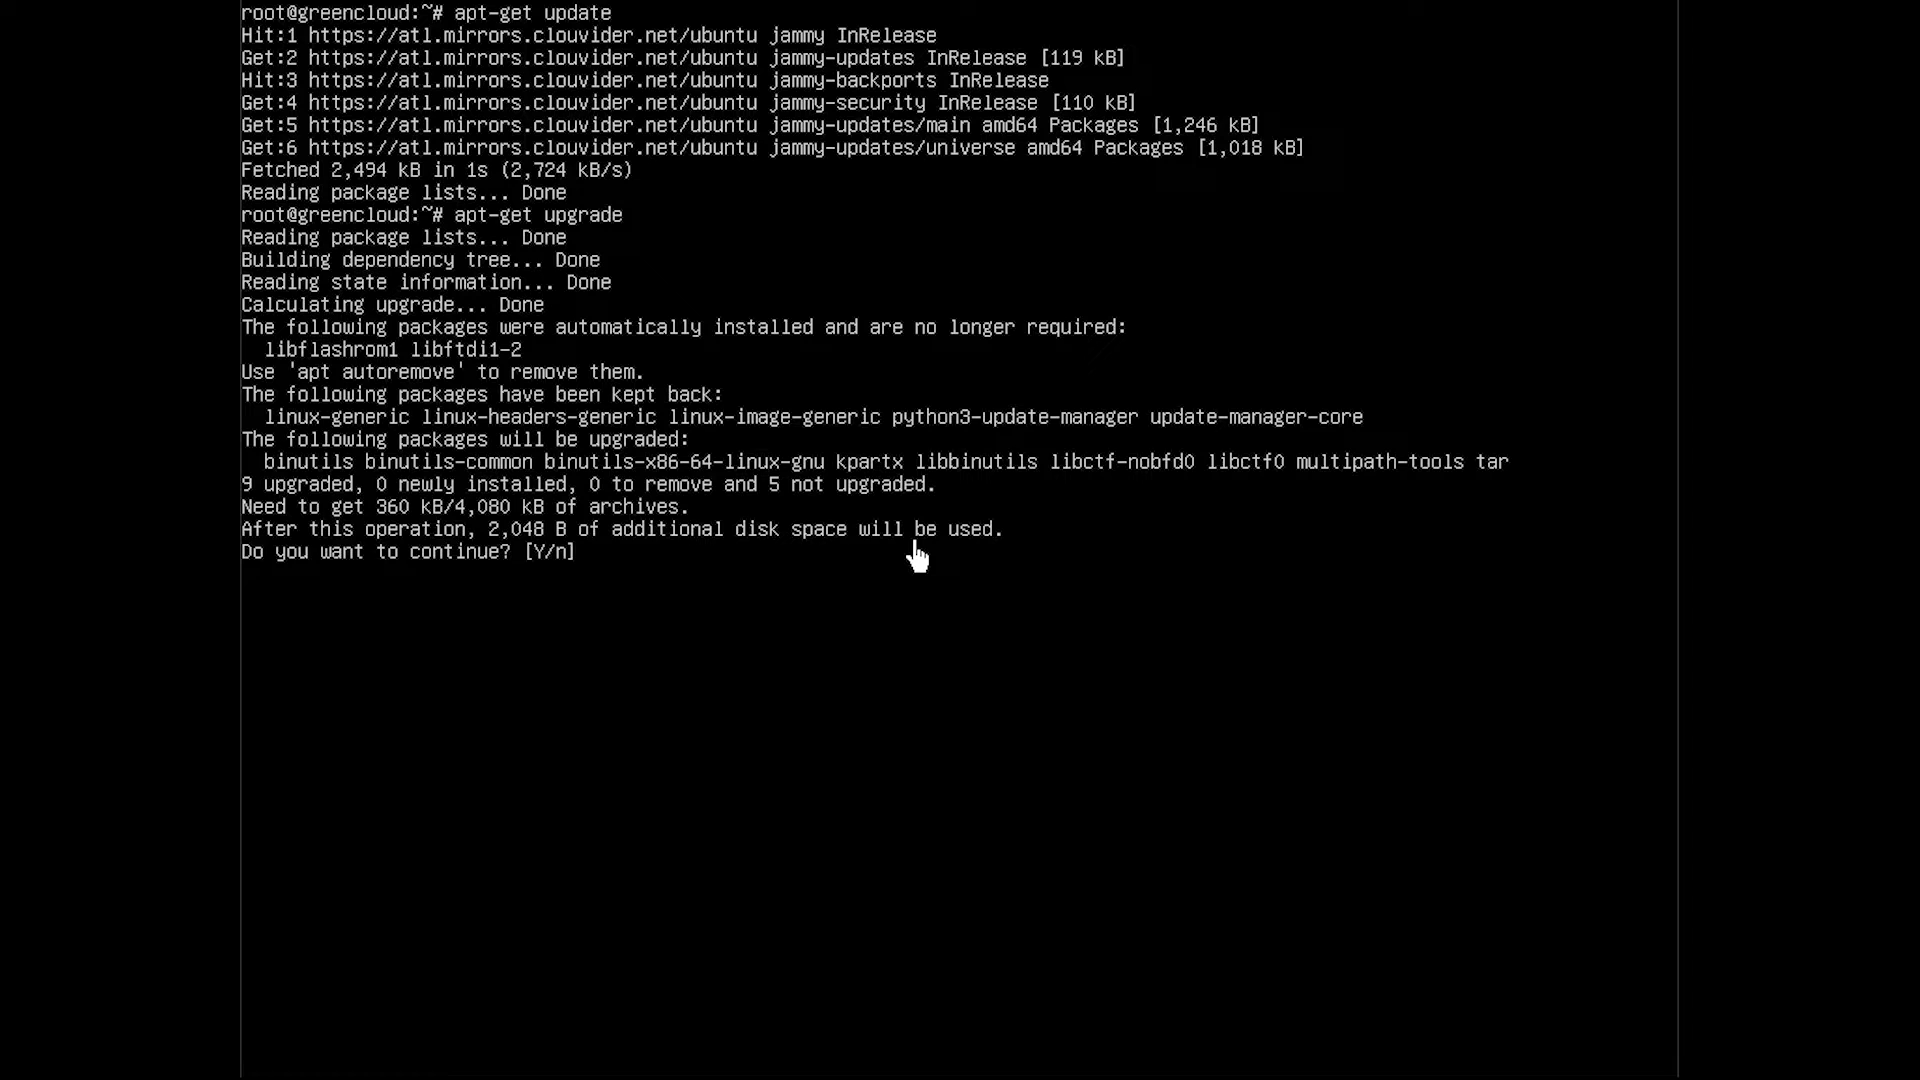 root@greencloud:~# apt-get update
Hit:1 https://atl.mirrors.clouvider.net/ubuntu jammy InRelease
Get:2 https://atl.mirrors.clouvider.net/ubuntu jammy-updates InRelease [119 kB]
Hit:3 https://atl.mirrors.clouvider.net/ubuntu jammy-backports InRelease
Get:4 https://atl.mirrors.clouvider.net/ubuntu jammy-security InRelease [110 kB]
Get:5 https://atl.mirrors.clouvider.net/ubuntu jammy-updates/main amd64 Packages [1,246 kB]
Get:6 https://atl.mirrors.clouvider.net/ubuntu jammy-updates/universe amd64 Packages [1,018 kB]
Fetched 2,494 kB in 1s (2,724 kB/s)
Reading package lists... Done
root@greencloud:~# apt-get upgrade
Reading package lists... Done
Building dependency tree... Done
Reading state information... Done
Calculating upgrade... Done
The following packages were automatically installed and are no longer required:
  libflashrom1 libftdi1-2
Use 'apt autoremove' to remove them.
The following packages have been kept back:
  linux-generic linux-headers-generic linux-image-generic python3-update-manager update-manager-core
The following packages will be upgraded:
  binutils binutils-common binutils-x86-64-linux-gnu kpartx libbinutils libctf-nobfd0 libctf0 multipath-tools tar
9 upgraded, 0 newly installed, 0 to remove and 5 not upgraded.
Need to get 360 kB/4,080 kB of archives.
After this operation, 2,048 B of additional disk space will be used.
Do you want to continue? [Y/n]